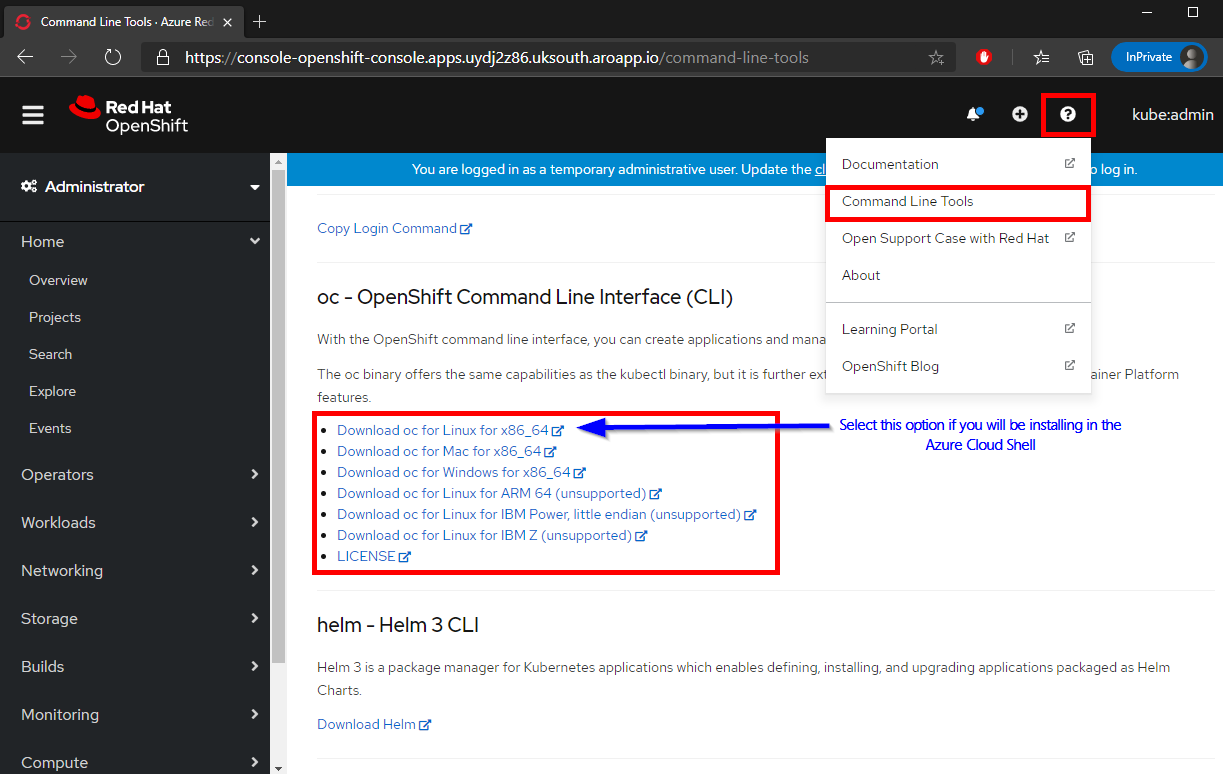 Command Line Tools · Azure Red
https://console-openshift-console.apps.uydj2z86.uksouth.aroapp.io/command-line-tools
InPrivate
Red Hat
OpenShift
kube:admin
You are logged in as a temporary administrative user. Update the cl
o log in.
Administrator
Home
Overview
Projects
Search
Explore
Events
Operators
Workloads
Networking
Storage
Builds
Monitoring
Compute
Documentation
Command Line Tools
Open Support Case with Red Hat
About
Learning Portal
OpenShift Blog
Copy Login Command
oc - OpenShift Command Line Interface (CLI)
With the OpenShift command line interface, you can create applications and mana
The oc binary offers the same capabilities as the kubectl binary, but it is further ext
ainer Platform
features.
Download oc for Linux for x86_64
Download oc for Mac for x86_64
Download oc for Windows for x86_64
Download oc for Linux for ARM 64 (unsupported)
Download oc for Linux for IBM Power, little endian (unsupported)
Download oc for Linux for IBM Z (unsupported)
LICENSE
Select this option if you will be installing in the
Azure Cloud Shell
helm - Helm 3 CLI
Helm 3 is a package manager for Kubernetes applications which enables defining, installing, and upgrading applications packaged as Helm
Charts.
Download Helm